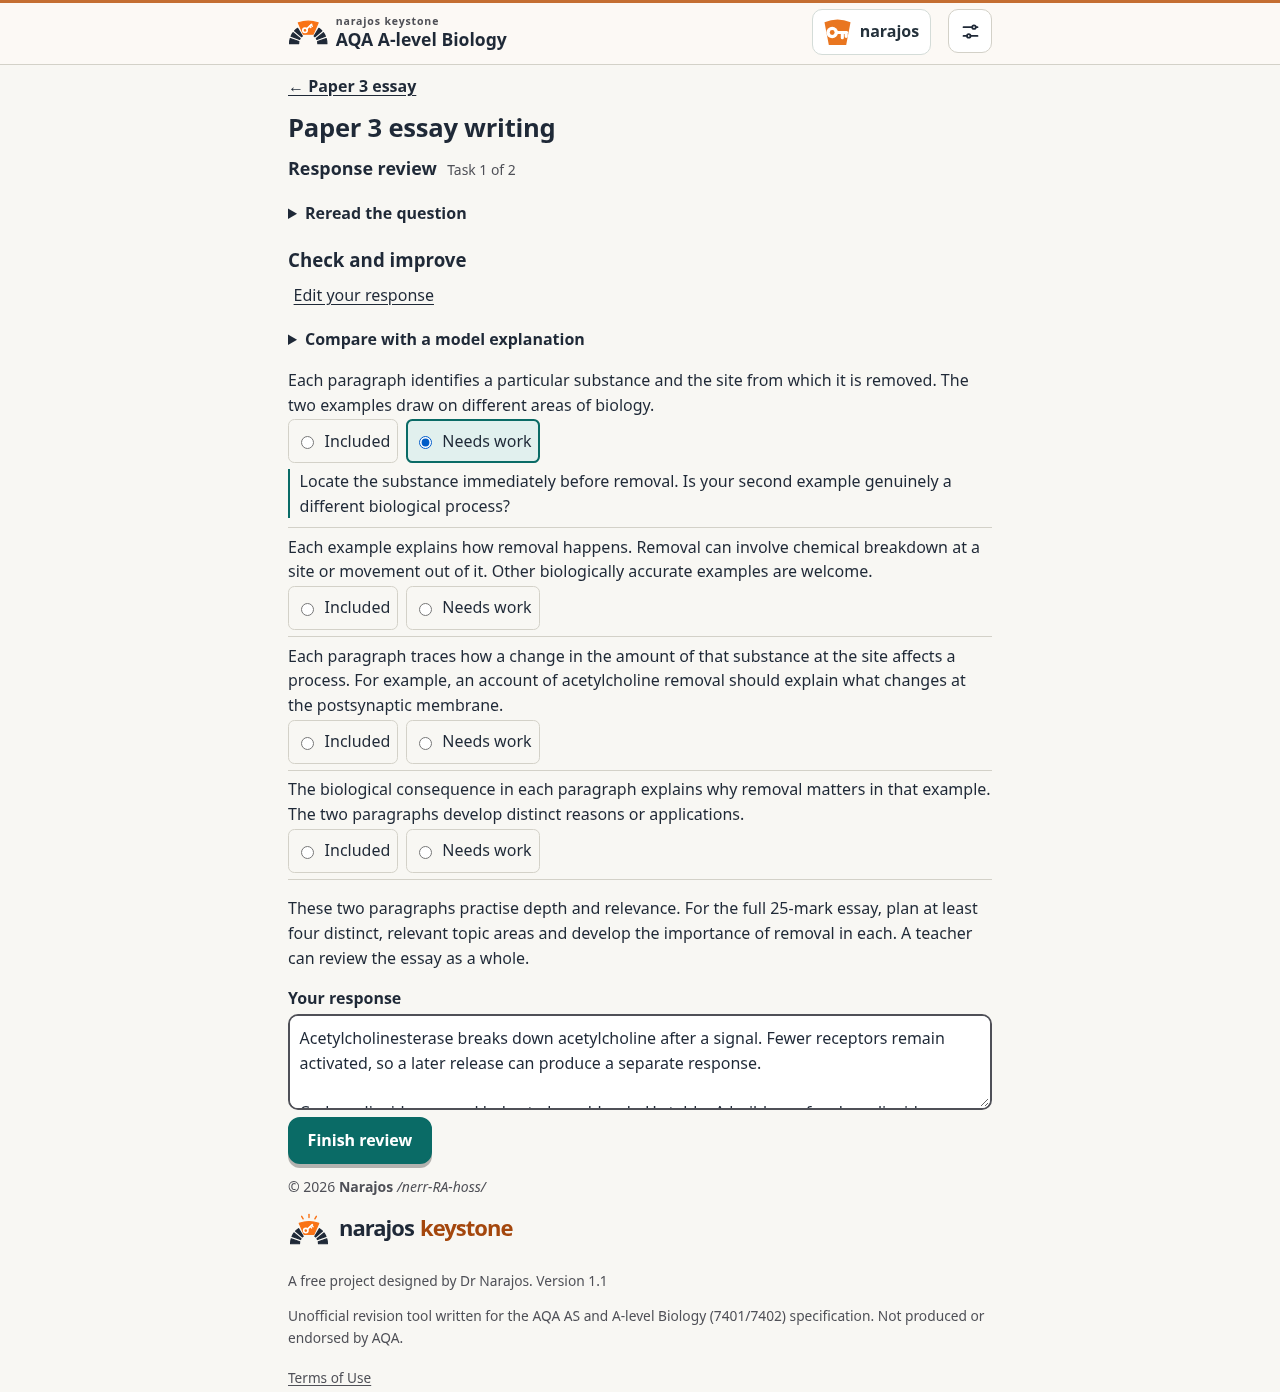 narajos keystone
AQA A-level Biology
narajos
← Paper 3 essay
Paper 3 essay writing
Response review Task 1 of 2
Reread the question
Check and improve
Edit your response
Compare with a model explanation
Each paragraph identifies a particular substance and the site from which it is removed. The
two examples draw on different areas of biology.
Included Needs work
Locate the substance immediately before removal. Is your second example genuinely a
different biological process?
Each example explains how removal happens. Removal can involve chemical breakdown at a
site or movement out of it. Other biologically accurate examples are welcome.
Included Needs work
Each paragraph traces how a change in the amount of that substance at the site affects a
process. For example, an account of acetylcholine removal should explain what changes at
the postsynaptic membrane.
Included Needs work
The biological consequence in each paragraph explains why removal matters in that example.
The two paragraphs develop distinct reasons or applications.
Included Needs work
These two paragraphs practise depth and relevance. For the full 25-mark essay, plan at least
four distinct, relevant topic areas and develop the importance of removal in each. A teacher
can review the essay as a whole.
Your response
Acetylcholinesterase breaks down acetylcholine after a signal. Fewer receptors remain
activated, so a later release can produce a separate response.
Finish review
© 2026 Narajos /nerr-RA-hoss/
narajos keystone
A free project designed by Dr Narajos. Version 1.1
Unofficial revision tool written for the AQA AS and A-level Biology (7401/7402) specification. Not produced or
endorsed by AQA.
Terms of Use